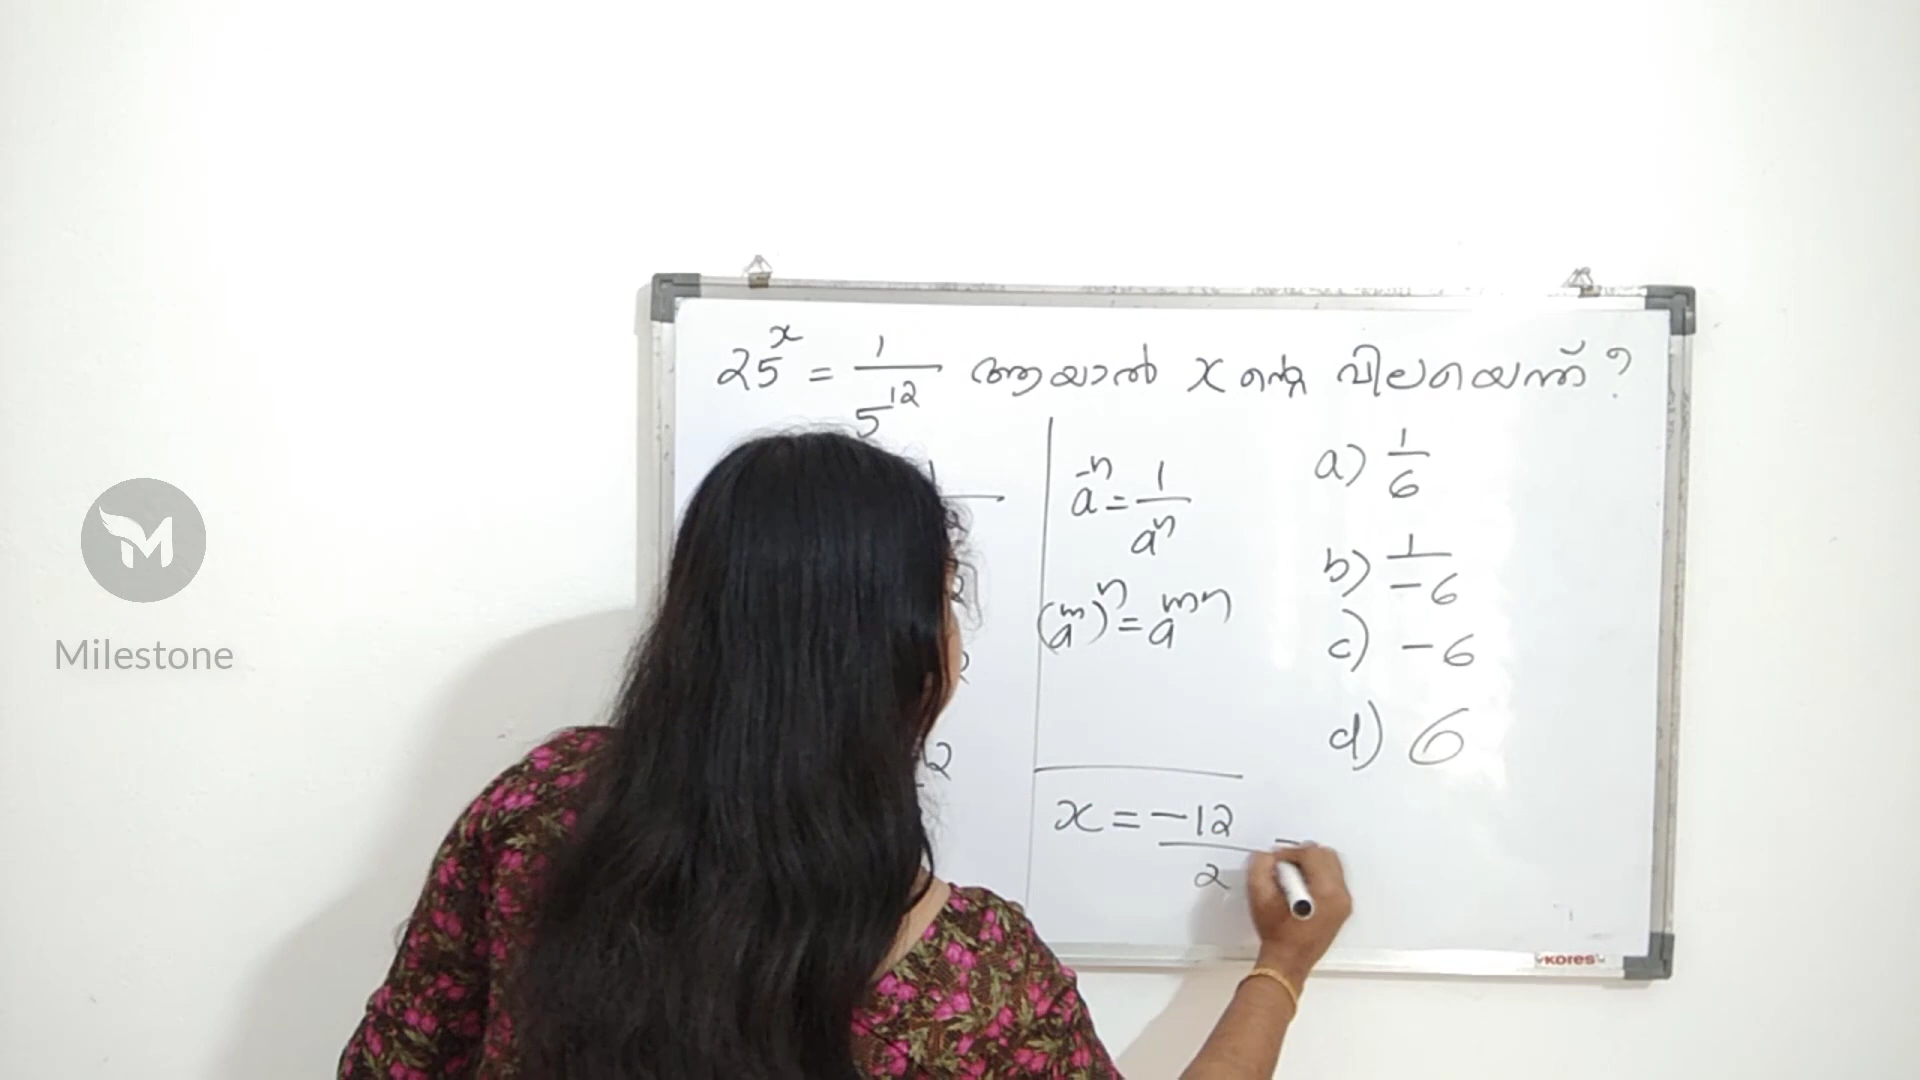 25^x = 1/5^12 ആയാൽ x ന്റെ വിലയെന്ത് ?
a^-n = 1/a^n
(a^m)^n = a^mn
x = -12/2 =
a) 1/6
b) 1/-6
c) -6
d) 6
Milestone
Kores